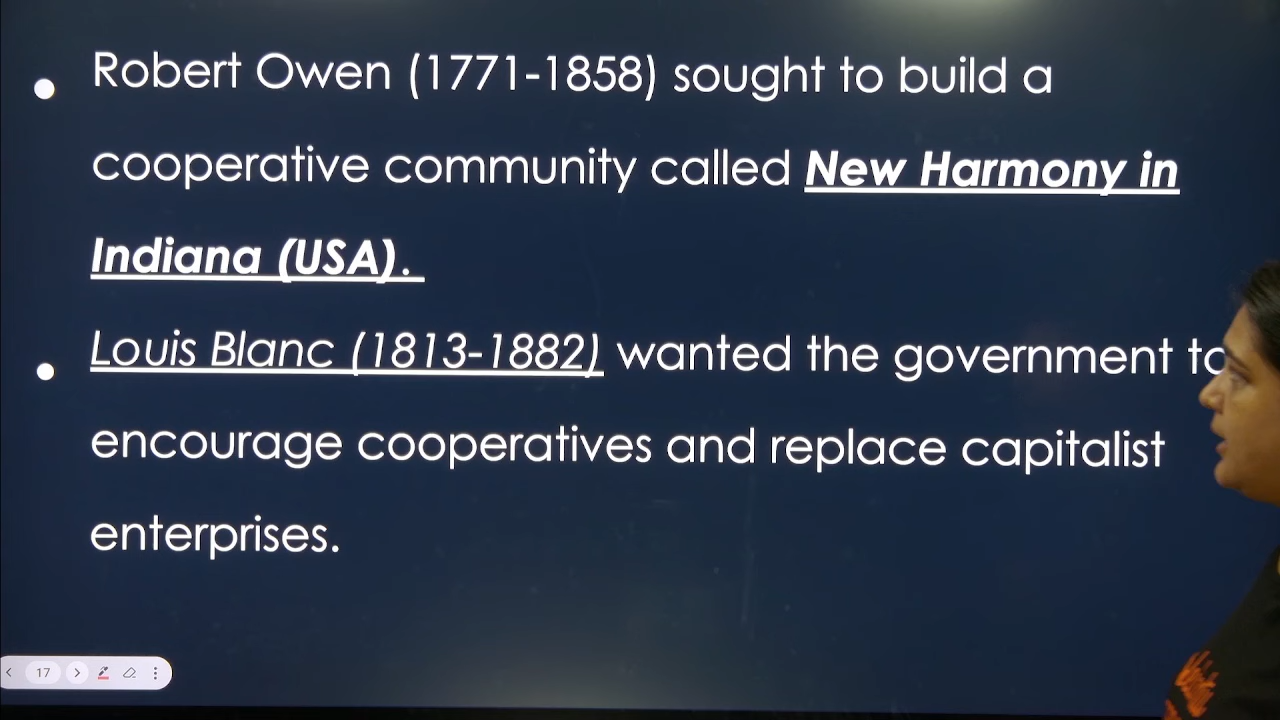 Robert Owen (1771-1858) sought to build a
cooperative community called New Harmony in
Indiana (USA).
Louis Blanc (1813-1882) wanted the government to
encourage cooperatives and replace capitalist
enterprises.
17